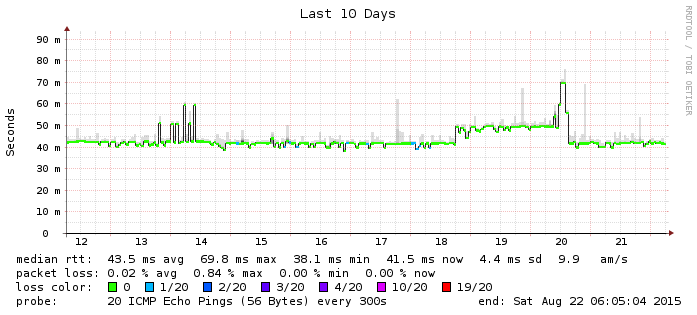 Last 10 Days
RRDTOOL / TOBI OETIKER
Seconds
90 m
80 m
70 m
60 m
50 m
40 m
30 m
20 m
10 m
0
12 13 14 15 16 17 18 19 20 21
median rtt: 43.5 ms avg 69.8 ms max 38.1 ms min 41.5 ms now 4.4 ms sd 9.9 am/s
packet loss: 0.02 % avg 0.84 % max 0.00 % min 0.00 % now
loss color: 0 1/20 2/20 3/20 4/20 10/20 19/20
probe: 20 ICMP Echo Pings (56 Bytes) every 300s end: Sat Aug 22 06:05:04 2015